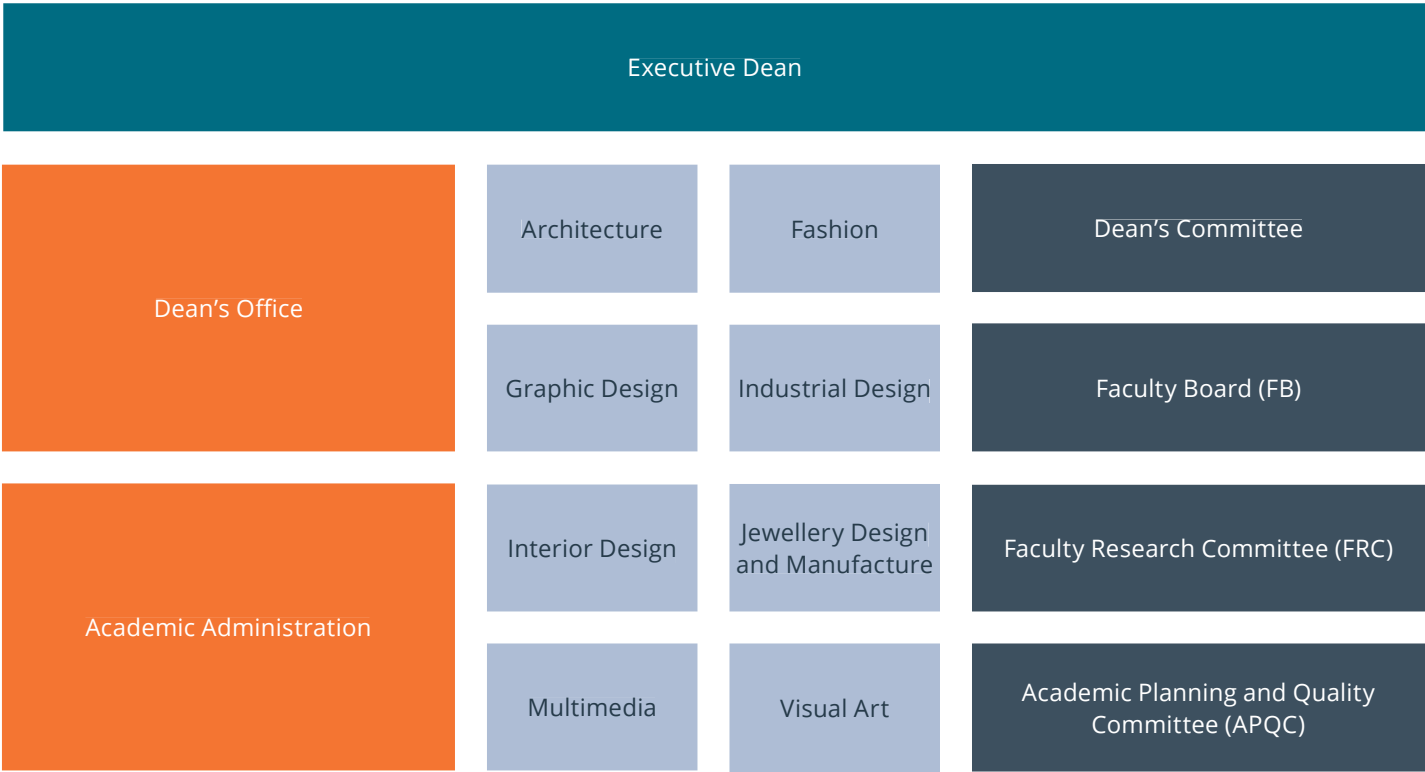 Executive Dean
Dean’s Office
Academic Administration
Architecture
Fashion
Graphic Design
Industrial Design
Interior Design
Jewellery Design
and Manufacture
Multimedia
Visual Art
Dean’s Committee
Faculty Board (FB)
Faculty Research Committee (FRC)
Academic Planning and Quality
Committee (APQC)